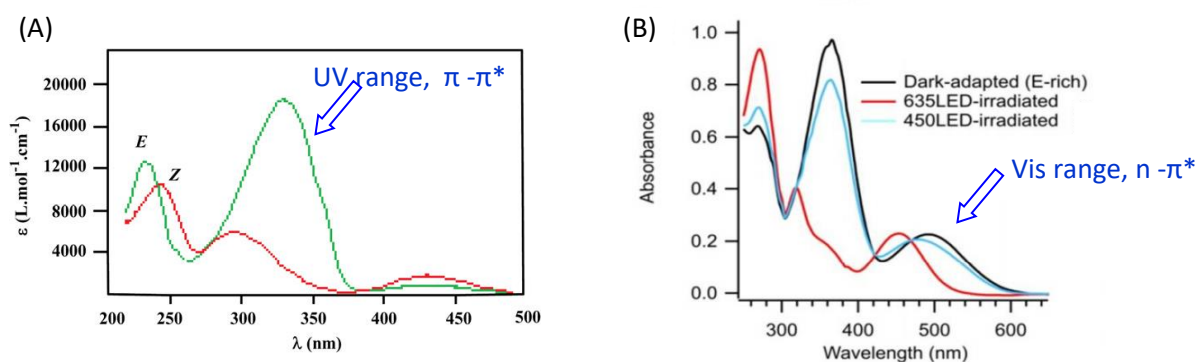 (A)
UV range, π -π*
E
Z
20000
16000
12000
8000
4000
ε (L.mol⁻¹.cm⁻¹)
200
250
300
350
400
450
500
λ (nm)
(B)
Dark-adapted (E-rich)
635LED-irradiated
450LED-irradiated
Vis range, n -π*
1.0
0.8
0.6
0.4
0.2
0.0
Absorbance
300
400
500
600
Wavelength (nm)